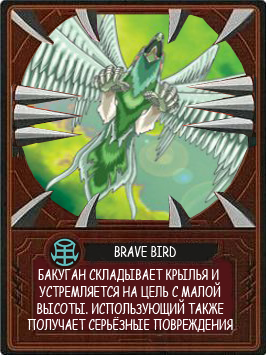 BRAVE BIRD
БАКУГАН СКЛАДЫВАЕТ КРЫЛЬЯ И
УСТРЕМЛЯЕТСЯ НА ЦЕЛЬ С МАЛОЙ
ВЫСОТЫ. ИСПОЛЬЗУЮЩИЙ ТАКЖЕ
ПОЛУЧАЕТ СЕРЬЁЗНЫЕ ПОВРЕЖДЕНИЯ